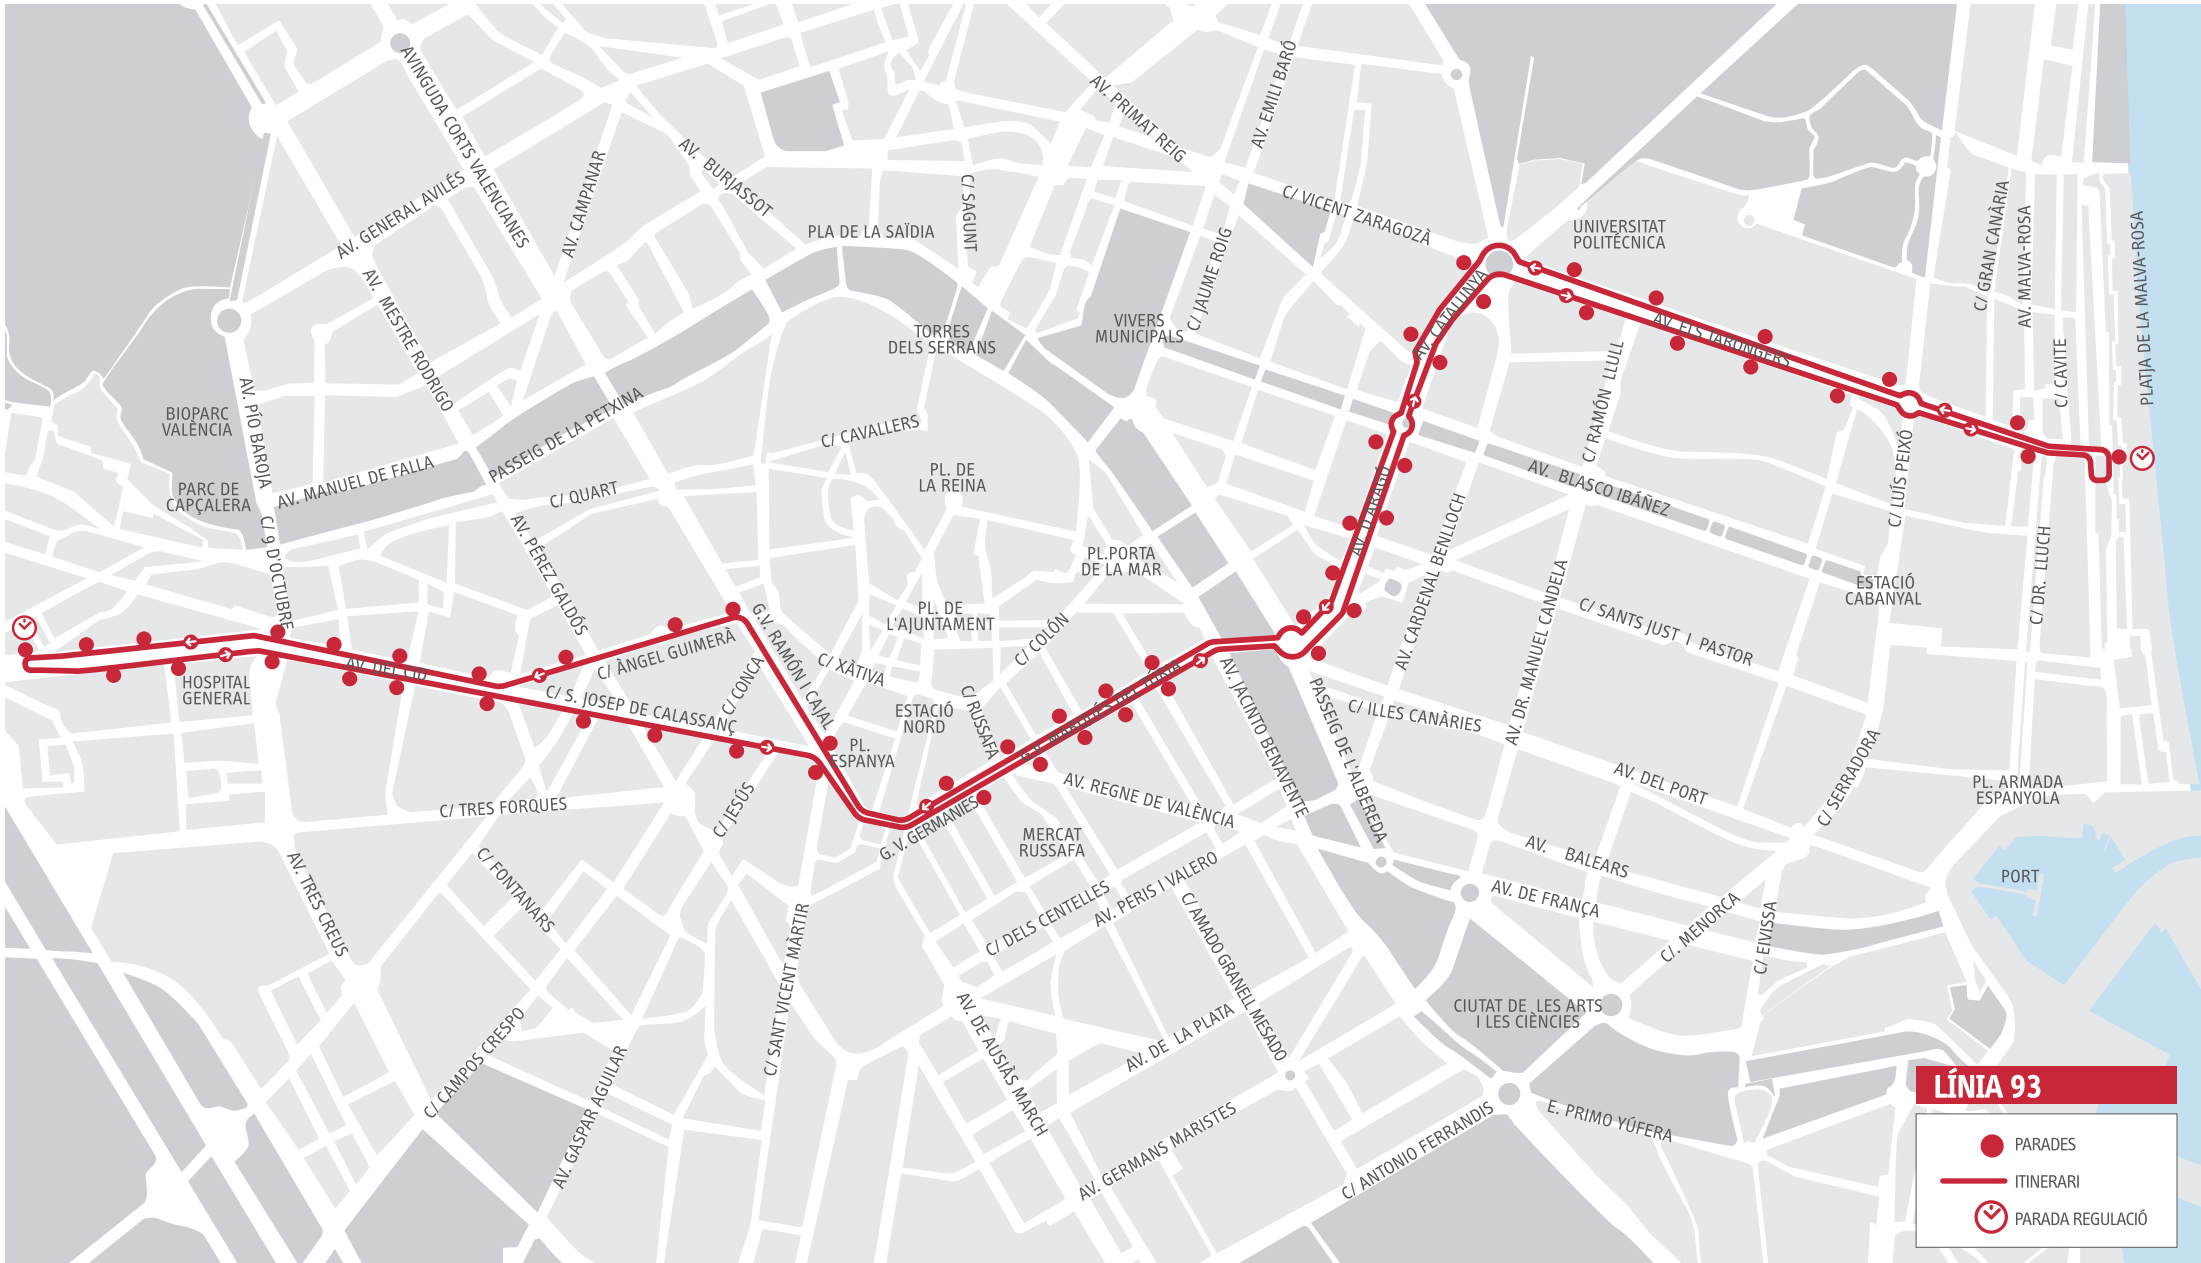 AVINGUDA CORTS VALENCIANES
AV. PRIMAT REIG
AV. EMILI BARÓ
AV. GENERAL AVILÉS
AV. CAMPANAR
AV. BURJASSOT
C/ SAGUNT
C/ VICENT ZARAGOZÀ
PLA DE LA SAÏDIA
UNIVERSITAT
POLITÉCNICA
C/ GRAN CANÀRIA
AV. MALVA-ROSA
PLATJA DE LA MALVA-ROSA
AV. MESTRE RODRIGO
C/ JAUME ROIG
VIVERS
MUNICIPALS
TORRES
DELS SERRANS
AV. CATALUNYA
AV. ELS TARONGERS
C/ CAVITE
C/ RAMÓN LLULL
BIOPARC
VALÈNCIA
AV. PÍO BAROJA
PASSEIG DE LA PETXINA
C/ CAVALLERS
AV. MANUEL DE FALLA
PARC DE
CAPÇALERA
C/ QUART
PL. DE
LA REINA
AV. BLASCO IBÁÑEZ
C/ LUÍS PEIXÓ
C/ 9 D'OCTUBRE
AV. PÉREZ GALDÓS
AV. D'ARAGÓ
C/ CARDENAL BENLLOCH
PL.PORTA
DE LA MAR
AV. DR. MANUEL CANDELA
ESTACIÓ
CABANYAL
C/ DR. LLUCH
PL. DE
L'AJUNTAMENT
C/ COLÓN
C/ SANTS JUST I PASTOR
HOSPITAL
GENERAL
AV. DEL CID
C/ ÀNGEL GUIMERÀ
C/ S. JOSEP DE CALASSANÇ
C/ CONCA
G.V. RAMÓN I CAJAL
C/ XÀTIVA
ESTACIÓ
NORD
C/ RUSSAFA
G.V. MARQUÉS DEL TÚRIA
AV. JACINTO BENAVENTE
PASSEIG DE L'ALBEREDA
C/ ILLES CANÀRIES
PL.
ESPANYA
AV. REGNE DE VALÈNCIA
AV. DEL PORT
C/ SERRADORA
PL. ARMADA
ESPANYOLA
C/ TRES FORQUES
C/ JESÚS
G. V. GERMANIES
MERCAT
RUSSAFA
AV. BALEARS
PORT
AV. TRES CREUS
C/ FONTANARS
C/ DELS CENTELLES
AV. PERIS I VALERO
AV. DE FRANÇA
C/. MENORCA
C/ EIVISSA
C/ SANT VICENT MÀRTIR
C/ AMADO GRANELL MESADO
CIUTAT DE LES ARTS
I LES CIÈNCIES
C/ CAMPOS CRESPO
AV. GASPAR AGUILAR
AV. DE AUSIÀS MARCH
AV. DE LA PLATA
AV. GERMANS MARISTES
C/ ANTONIO FERRANDIS
E. PRIMO YÚFERA
LÍNIA 93
PARADES
ITINERARI
PARADA REGULACIÓ